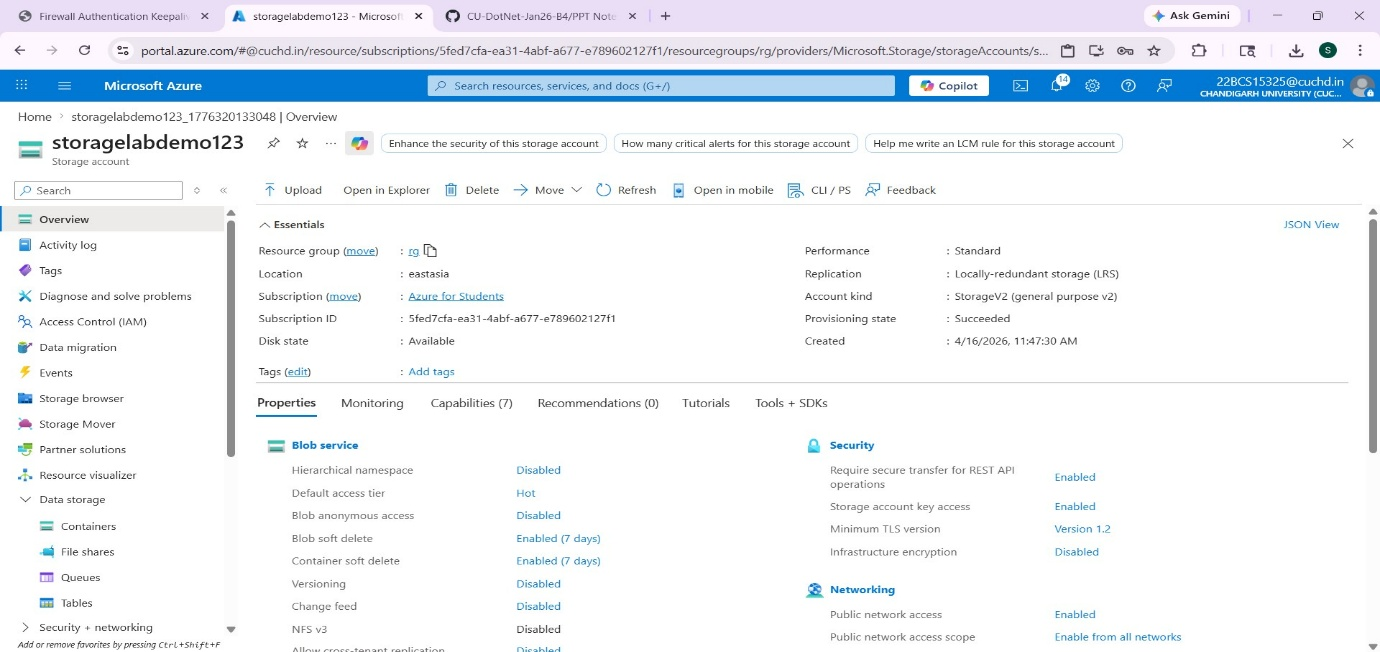 Firewall Authentication Keepaliv
storagelabdemo123 - Microsoft
CU-DotNet-Jan26-B4/PPT Note
Ask Gemini
portal.azure.com/#@cuchd.in/resource/subscriptions/5fed7cfa-ea31-4abf-a677-e789602127f1/resourcegroups/rg/providers/Microsoft.Storage/storageAccounts/s...
S
Microsoft Azure
Search resources, services, and docs (G+/)
Copilot
14
22BCS15325@cuchd.in
CHANDIGARH UNIVERSITY (CUC...
Home > storagelabdemo123_1776320133048 | Overview
storagelabdemo123
Storage account
Enhance the security of this storage account
How many critical alerts for this storage account
Help me write an LCM rule for this storage account
Search
Upload Open in Explorer Delete Move Refresh Open in mobile CLI / PS Feedback
Overview
Activity log
Tags
Diagnose and solve problems
Access Control (IAM)
Data migration
Events
Storage browser
Storage Mover
Partner solutions
Resource visualizer
Data storage
Containers
File shares
Queues
Tables
Security + networking
Add or remove favorites by pressing Ctrl+Shift+F
Essentials
JSON View
Resource group (move) : rg
Location : eastasia
Subscription (move) : Azure for Students
Subscription ID : 5fed7cfa-ea31-4abf-a677-e789602127f1
Disk state : Available
Performance : Standard
Replication : Locally-redundant storage (LRS)
Account kind : StorageV2 (general purpose v2)
Provisioning state : Succeeded
Created : 4/16/2026, 11:47:30 AM
Tags (edit) : Add tags
Properties Monitoring Capabilities (7) Recommendations (0) Tutorials Tools + SDKs
Blob service
Hierarchical namespace Disabled
Default access tier Hot
Blob anonymous access Disabled
Blob soft delete Enabled (7 days)
Container soft delete Enabled (7 days)
Versioning Disabled
Change feed Disabled
NFS v3 Disabled
Allow cross-tenant replication Disabled
Security
Require secure transfer for REST API
operations Enabled
Storage account key access Enabled
Minimum TLS version Version 1.2
Infrastructure encryption Disabled
Networking
Public network access Enabled
Public network access scope Enable from all networks